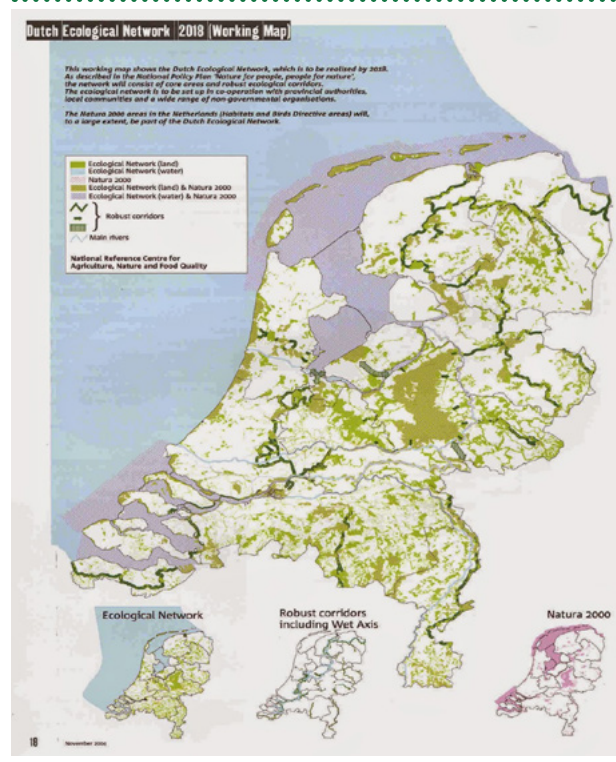 Dutch Ecological Network 2018 (Working Map)
This working map shows the Dutch Ecological Network, which is to be realized by 2018.
As described in the National Policy Plan 'Nature for people, people for nature',
the network will consist of core areas and robust ecological corridors.
The ecological network is to be set up in co-operation with provincial authorities,
local communities and a wide range of non-governmental organisations.
The Natura 2000 areas in the Netherlands (Habitats and Birds Directive areas) will,
to a large extent, be part of the Dutch Ecological Network.
Ecological Network (land)
Ecological Network (water)
Natura 2000
Ecological Network (land) & Natura 2000
Ecological Network (water) & Natura 2000
Robust corridors
Main rivers
National Reference Centre for
Agriculture, Nature and Food Quality
Ecological Network
Robust corridors
including Wet Axis
Natura 2000
18
November